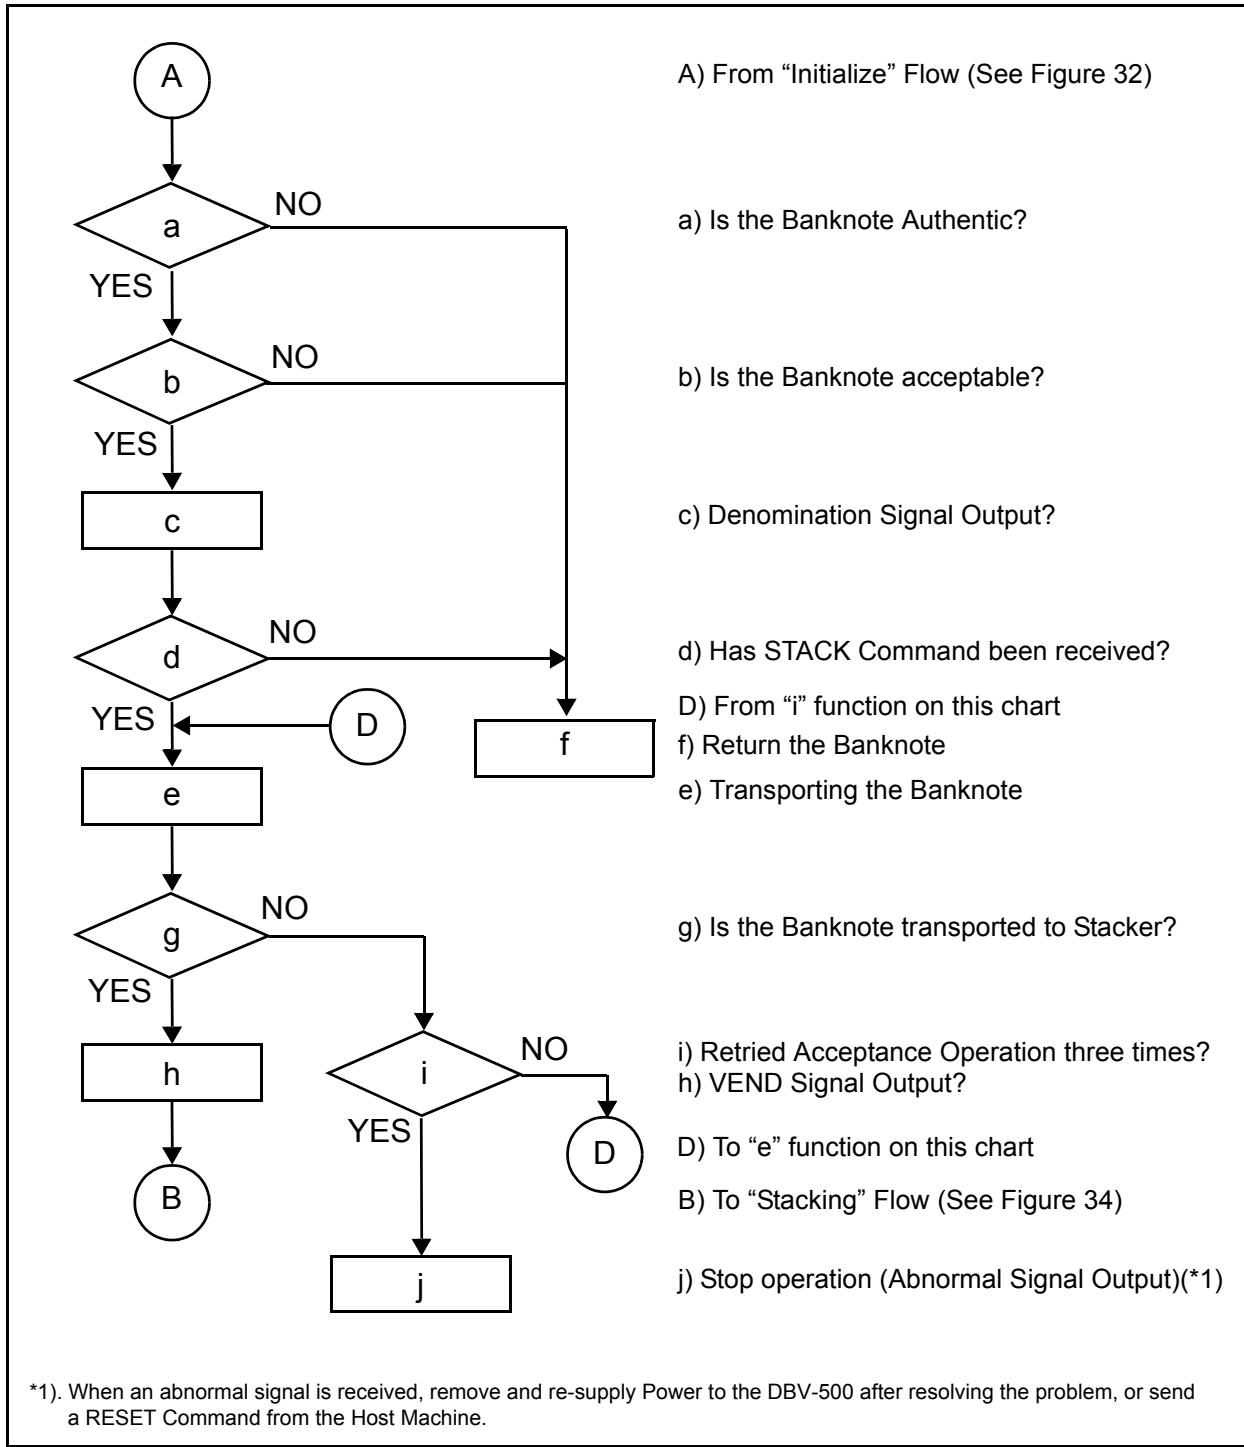 A
A) From “Initialize” Flow (See Figure 32)
NO
a
a) Is the Banknote Authentic?
YES
NO
b
b) Is the Banknote acceptable?
YES
c
c) Denomination Signal Output?
NO
d
d) Has STACK Command been received?
YES
D
D) From “i” function on this chart
f
f) Return the Banknote
e
e) Transporting the Banknote
NO
g
g) Is the Banknote transported to Stacker?
YES
NO
i
i) Retried Acceptance Operation three times?
h
h) VEND Signal Output?
YES
D
D) To “e” function on this chart
B
B) To “Stacking” Flow (See Figure 34)
j
j) Stop operation (Abnormal Signal Output)(*1)
*1). When an abnormal signal is received, remove and re-supply Power to the DBV-500 after resolving the problem, or send
a RESET Command from the Host Machine.